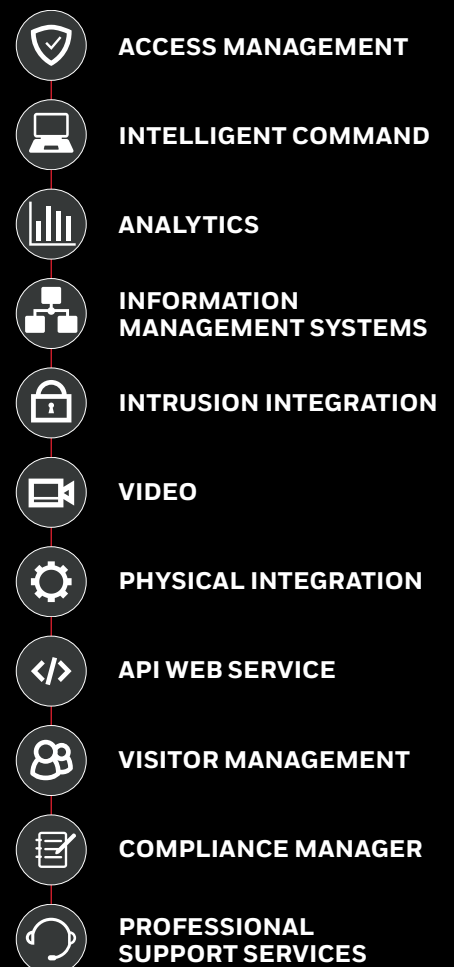 ACCESS MANAGEMENT
INTELLIGENT COMMAND
ANALYTICS
INFORMATION
MANAGEMENT SYSTEMS
INTRUSION INTEGRATION
VIDEO
PHYSICAL INTEGRATION
</>
API WEB SERVICE
VISITOR MANAGEMENT
COMPLIANCE MANAGER
PROFESSIONAL
SUPPORT SERVICES